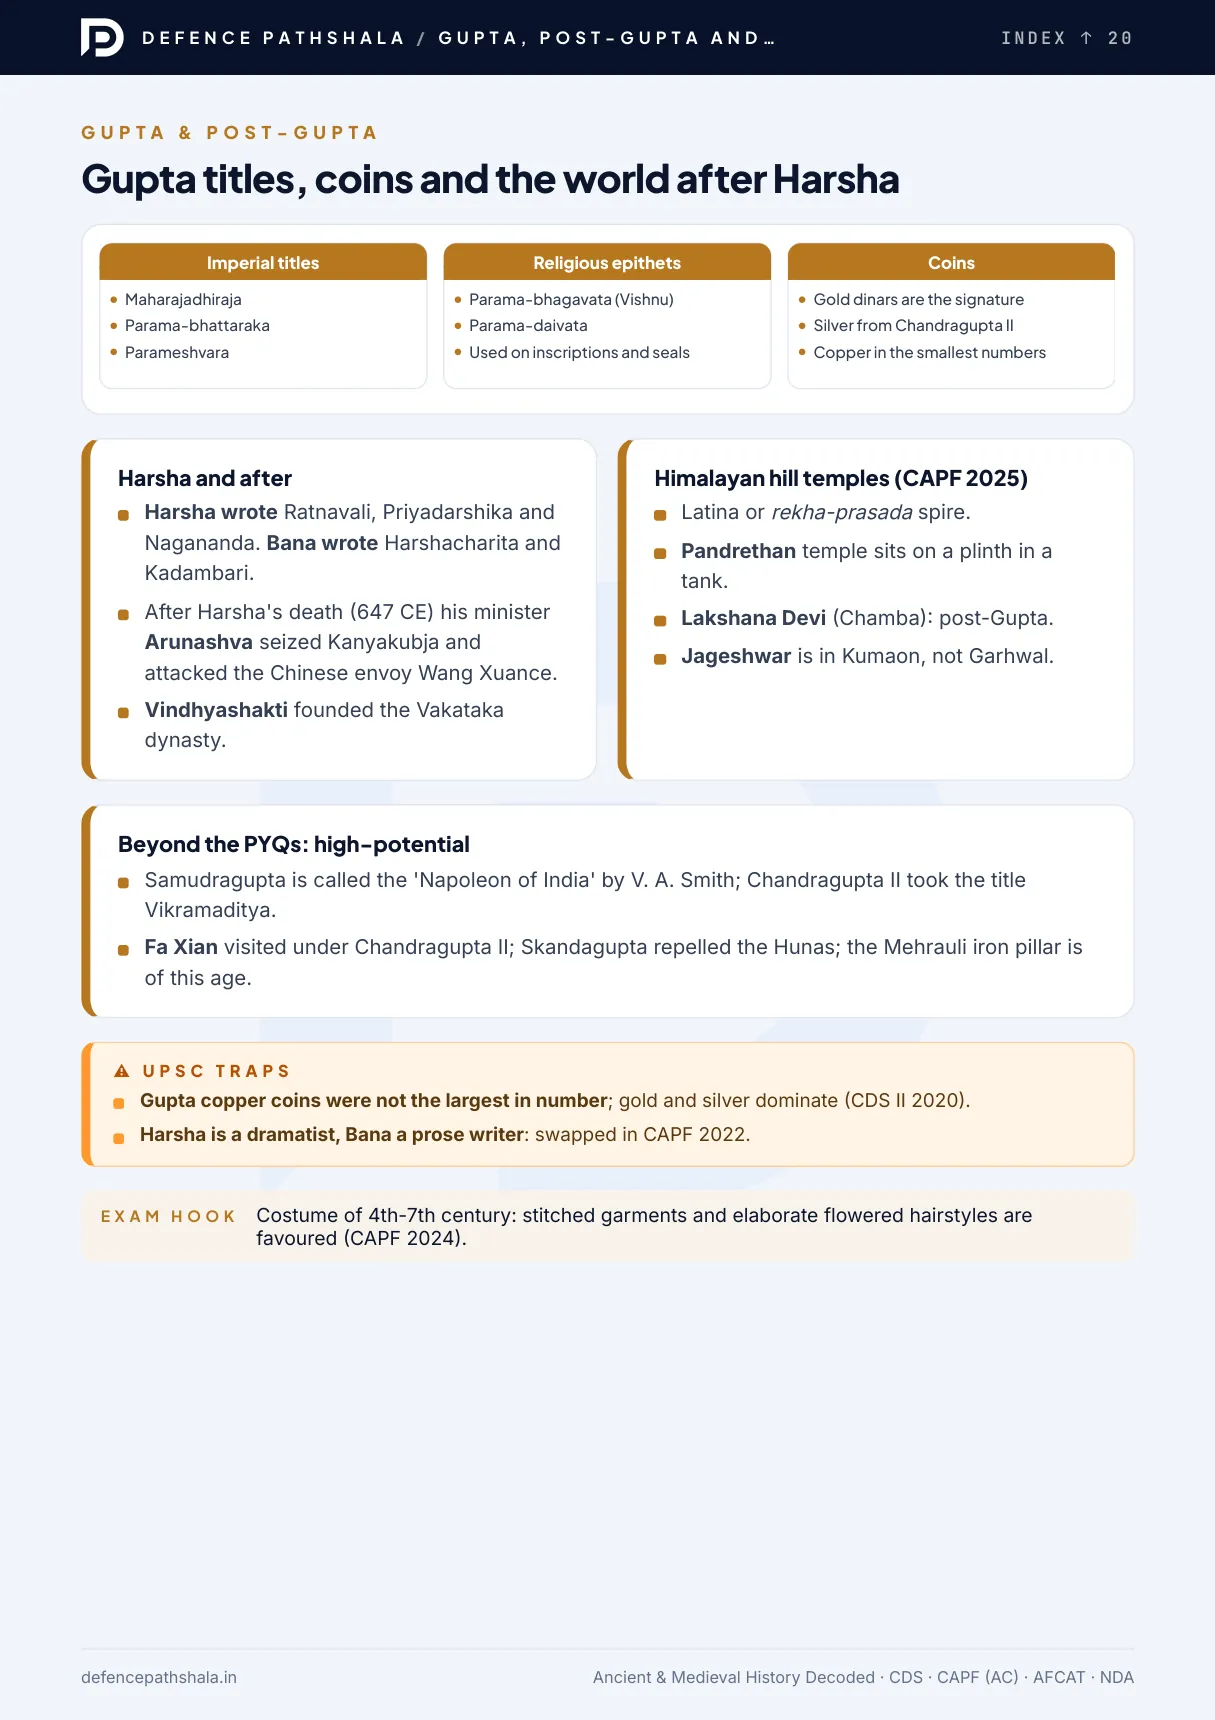 DEFENCE PATHSHALA / GUPTA, POST-GUPTA AND…
INDEX ↑ 20
GUPTA & POST-GUPTA
Gupta titles, coins and the world after Harsha
Imperial titles
• Maharajadhiraja
• Parama-bhattaraka
• Parameshvara
Religious epithets
• Parama-bhagavata (Vishnu)
• Parama-daivata
• Used on inscriptions and seals
Coins
• Gold dinars are the signature
• Silver from Chandragupta II
• Copper in the smallest numbers
Harsha and after
Harsha wrote Ratnavali, Priyadarshika and
Nagananda. Bana wrote Harshacharita and
Kadambari.
After Harsha's death (647 CE) his minister
Arunashva seized Kanyakubja and
attacked the Chinese envoy Wang Xuance.
Vindhyashakti founded the Vakataka
dynasty.
Himalayan hill temples (CAPF 2025)
Latina or rekha-prasada spire.
Pandrethan temple sits on a plinth in a
tank.
Lakshana Devi (Chamba): post-Gupta.
Jageshwar is in Kumaon, not Garhwal.
Beyond the PYQs: high-potential
Samudragupta is called the 'Napoleon of India' by V. A. Smith; Chandragupta II took the title
Vikramaditya.
Fa Xian visited under Chandragupta II; Skandagupta repelled the Hunas; the Mehrauli iron pillar is
of this age.
⚠ UPSC TRAPS
Gupta copper coins were not the largest in number; gold and silver dominate (CDS II 2020).
Harsha is a dramatist, Bana a prose writer: swapped in CAPF 2022.
EXAM HOOK
Costume of 4th-7th century: stitched garments and elaborate flowered hairstyles are
favoured (CAPF 2024).
defencepathshala.in
Ancient & Medieval History Decoded · CDS · CAPF (AC) · AFCAT · NDA